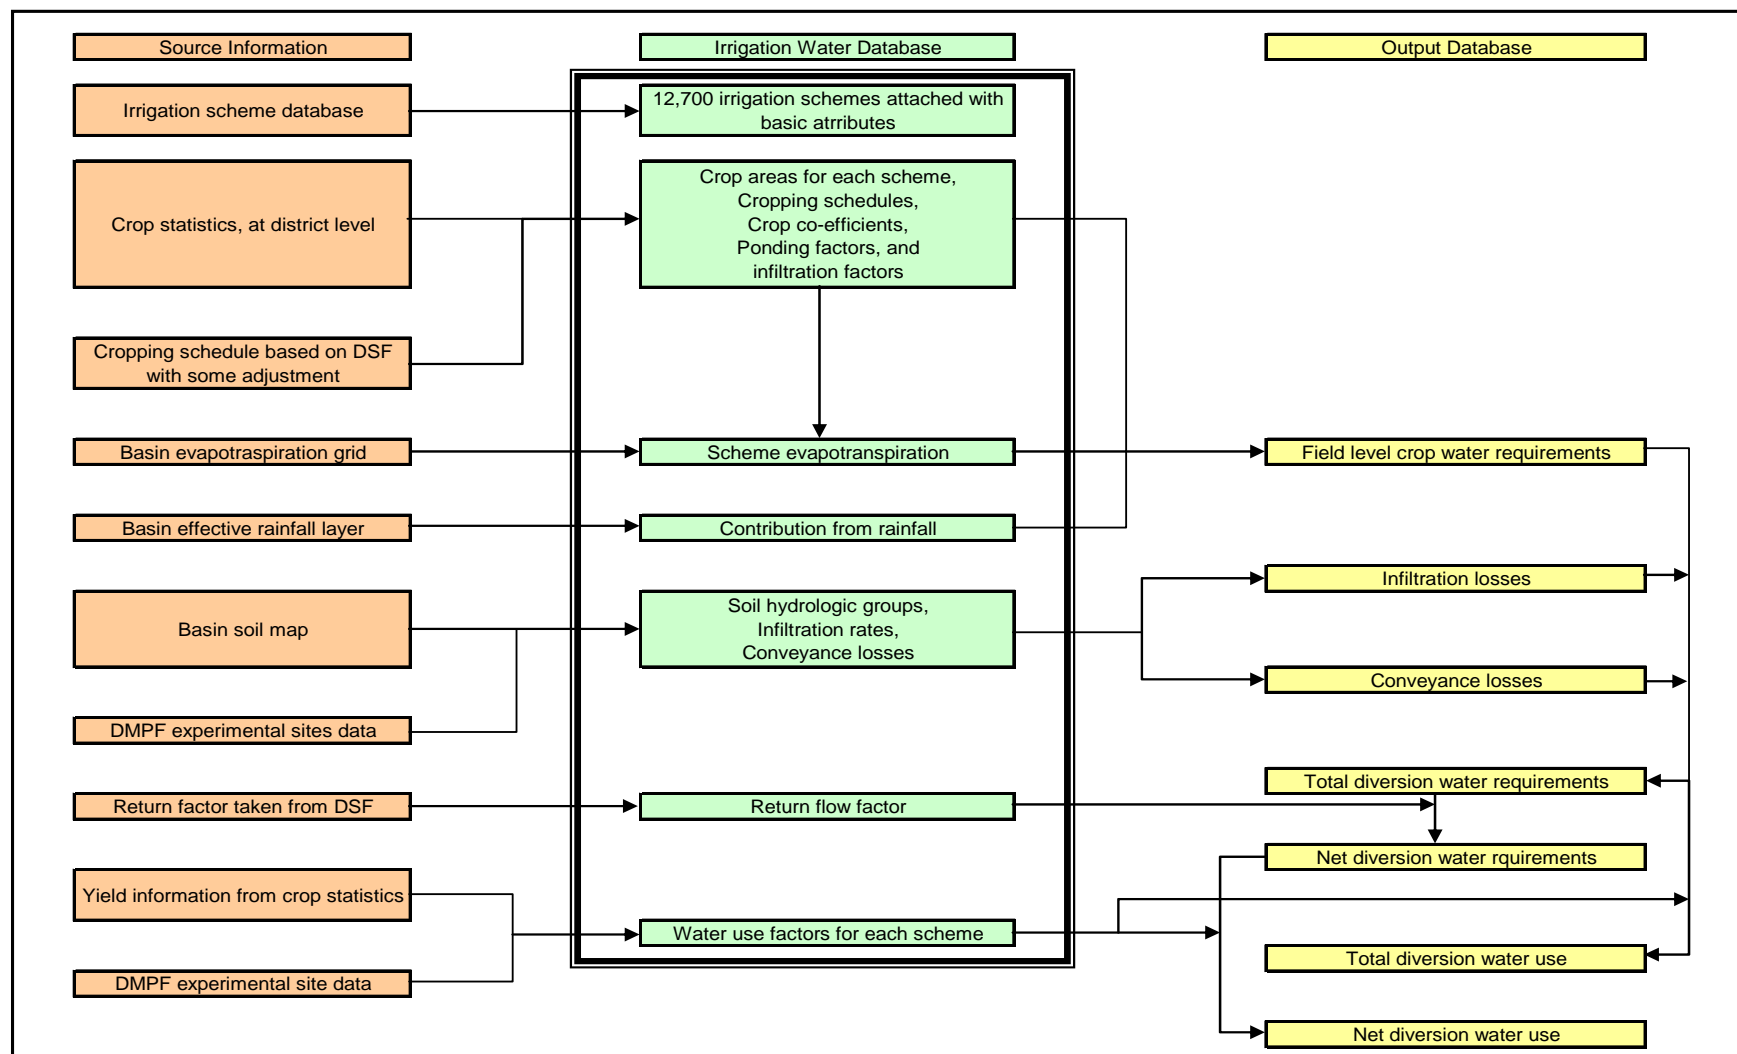 Source Information
Irrigation Water Database
Output Database
Irrigation scheme database
12,700 irrigation schemes attached with
basic atrributes
Crop statistics, at district level
Crop areas for each scheme,
Cropping schedules,
Crop co-efficients,
Ponding factors, and
infiltration factors
Cropping schedule based on DSF
with some adjustment
Basin evapotraspiration grid
Scheme evapotranspiration
Field level crop water requirements
Basin effective rainfall layer
Contribution from rainfall
Infiltration losses
Basin soil map
Soil hydrologic groups,
Infiltration rates,
Conveyance losses
Conveyance losses
DMPF experimental sites data
Total diversion water requirements
Return factor taken from DSF
Return flow factor
Net diversion water rquirements
Yield information from crop statistics
Water use factors for each scheme
Total diversion water use
DMPF experimental site data
Net diversion water use